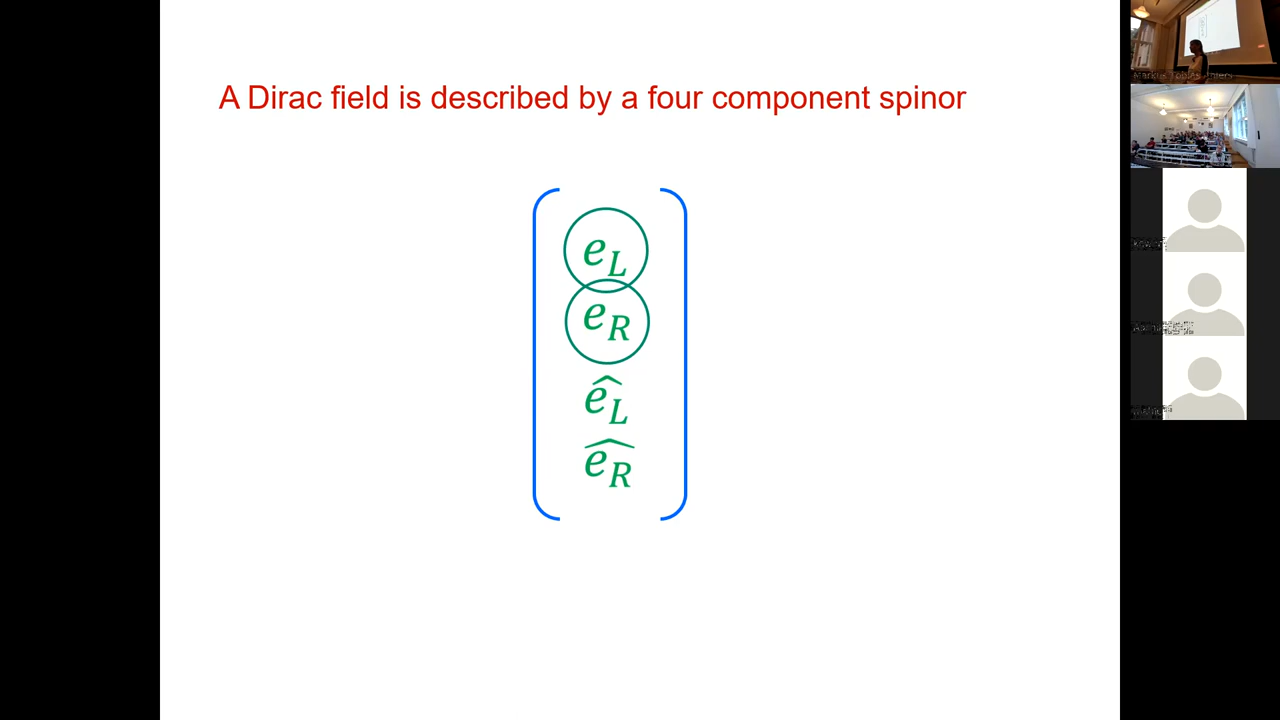 A Dirac field is described by a four component spinor
e_L
e_R
ê_L
ê_R